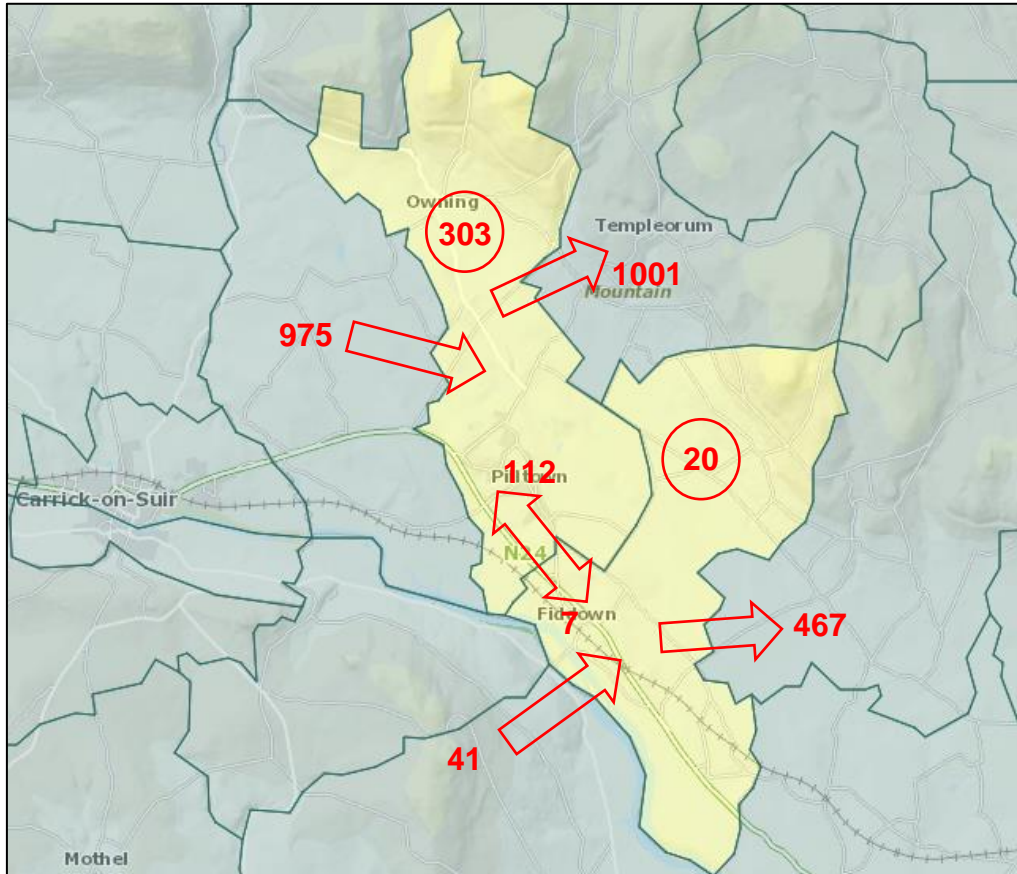 Owning
303
Templeorum
1001
Mountain
975
20
112
Piltown
Carrick-on-Suir
N24
Fiddown
7
467
41
Mothel